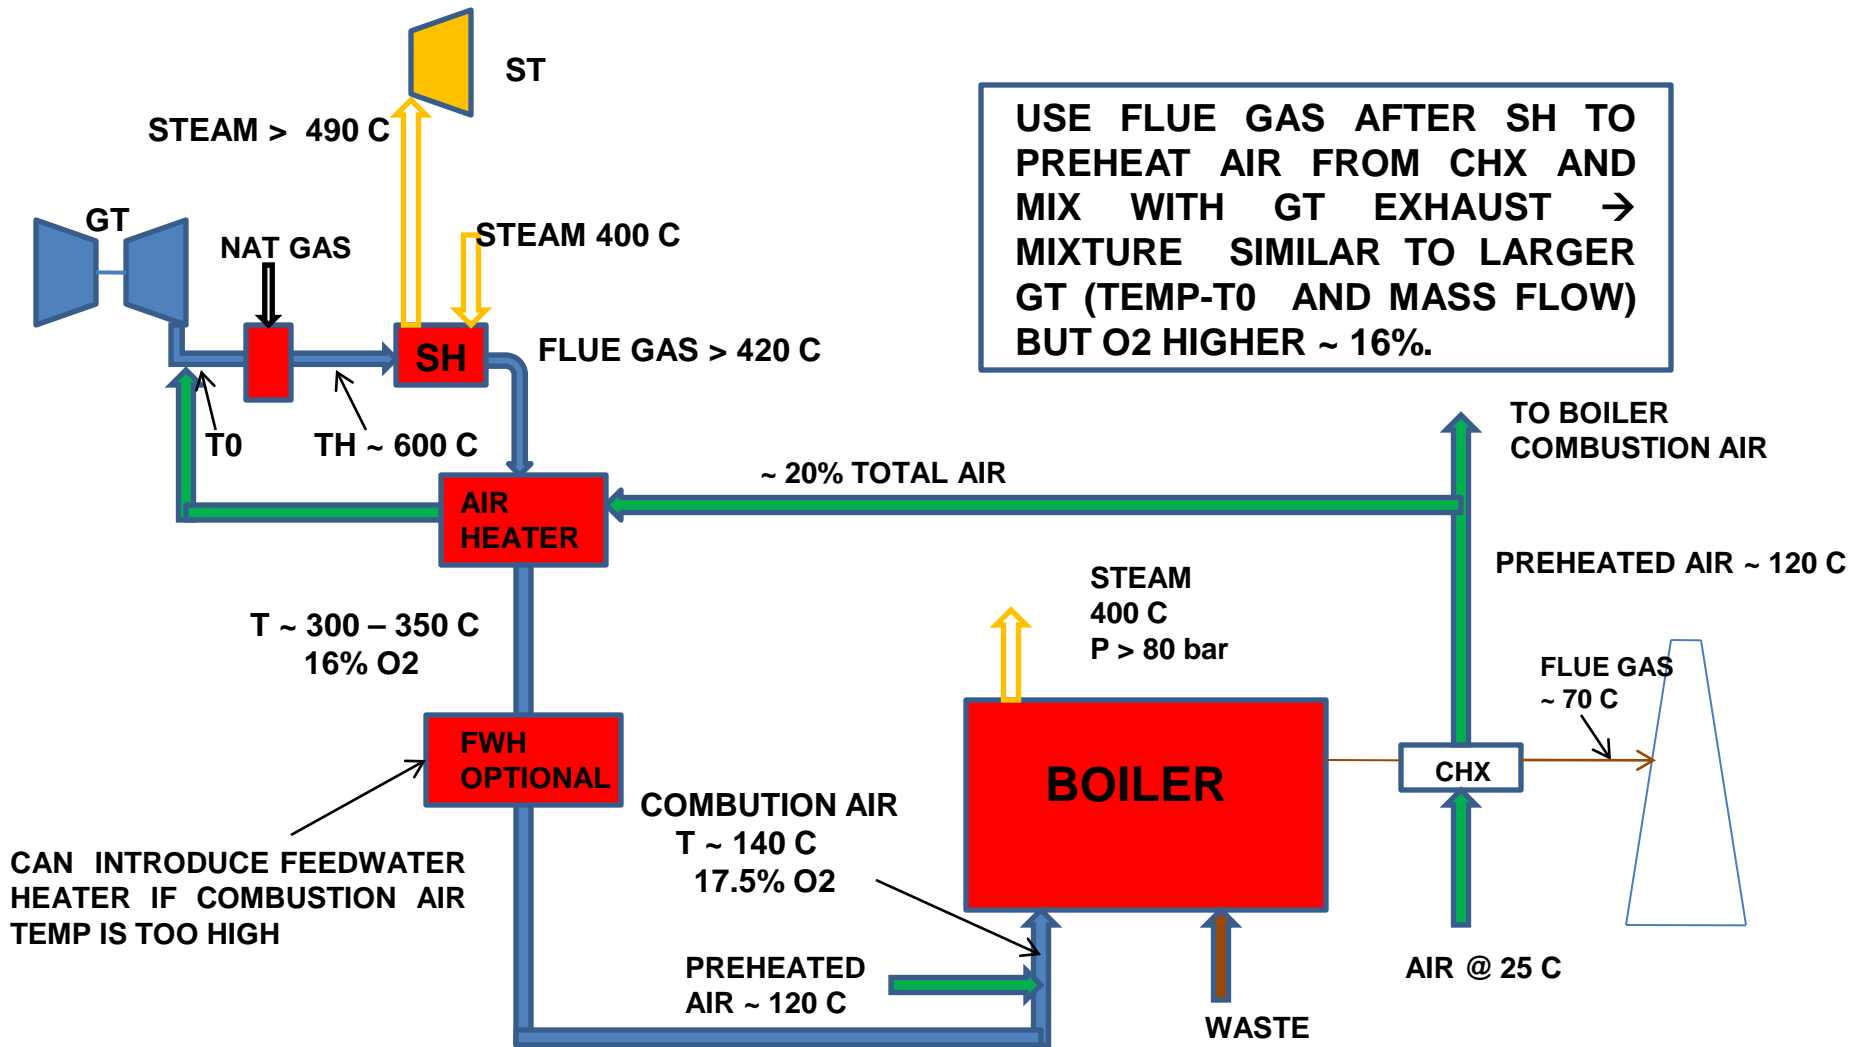 ST
STEAM > 490 C
GT
NAT GAS
STEAM 400 C
SH
FLUE GAS > 420 C
T0
TH ~ 600 C
USE FLUE GAS AFTER SH TO
PREHEAT AIR FROM CHX AND
MIX WITH GT EXHAUST →
MIXTURE SIMILAR TO LARGER
GT (TEMP-T0 AND MASS FLOW)
BUT O2 HIGHER ~ 16%.
TO BOILER
COMBUSTION AIR
~ 20% TOTAL AIR
AIR
HEATER
PREHEATED AIR ~ 120 C
T ~ 300 – 350 C
16% O2
STEAM
400 C
P > 80 bar
FLUE GAS
~ 70 C
FWH
OPTIONAL
BOILER
CHX
COMBUTION AIR
T ~ 140 C
17.5% O2
CAN INTRODUCE FEEDWATER
HEATER IF COMBUSTION AIR
TEMP IS TOO HIGH
PREHEATED
AIR ~ 120 C
AIR @ 25 C
WASTE